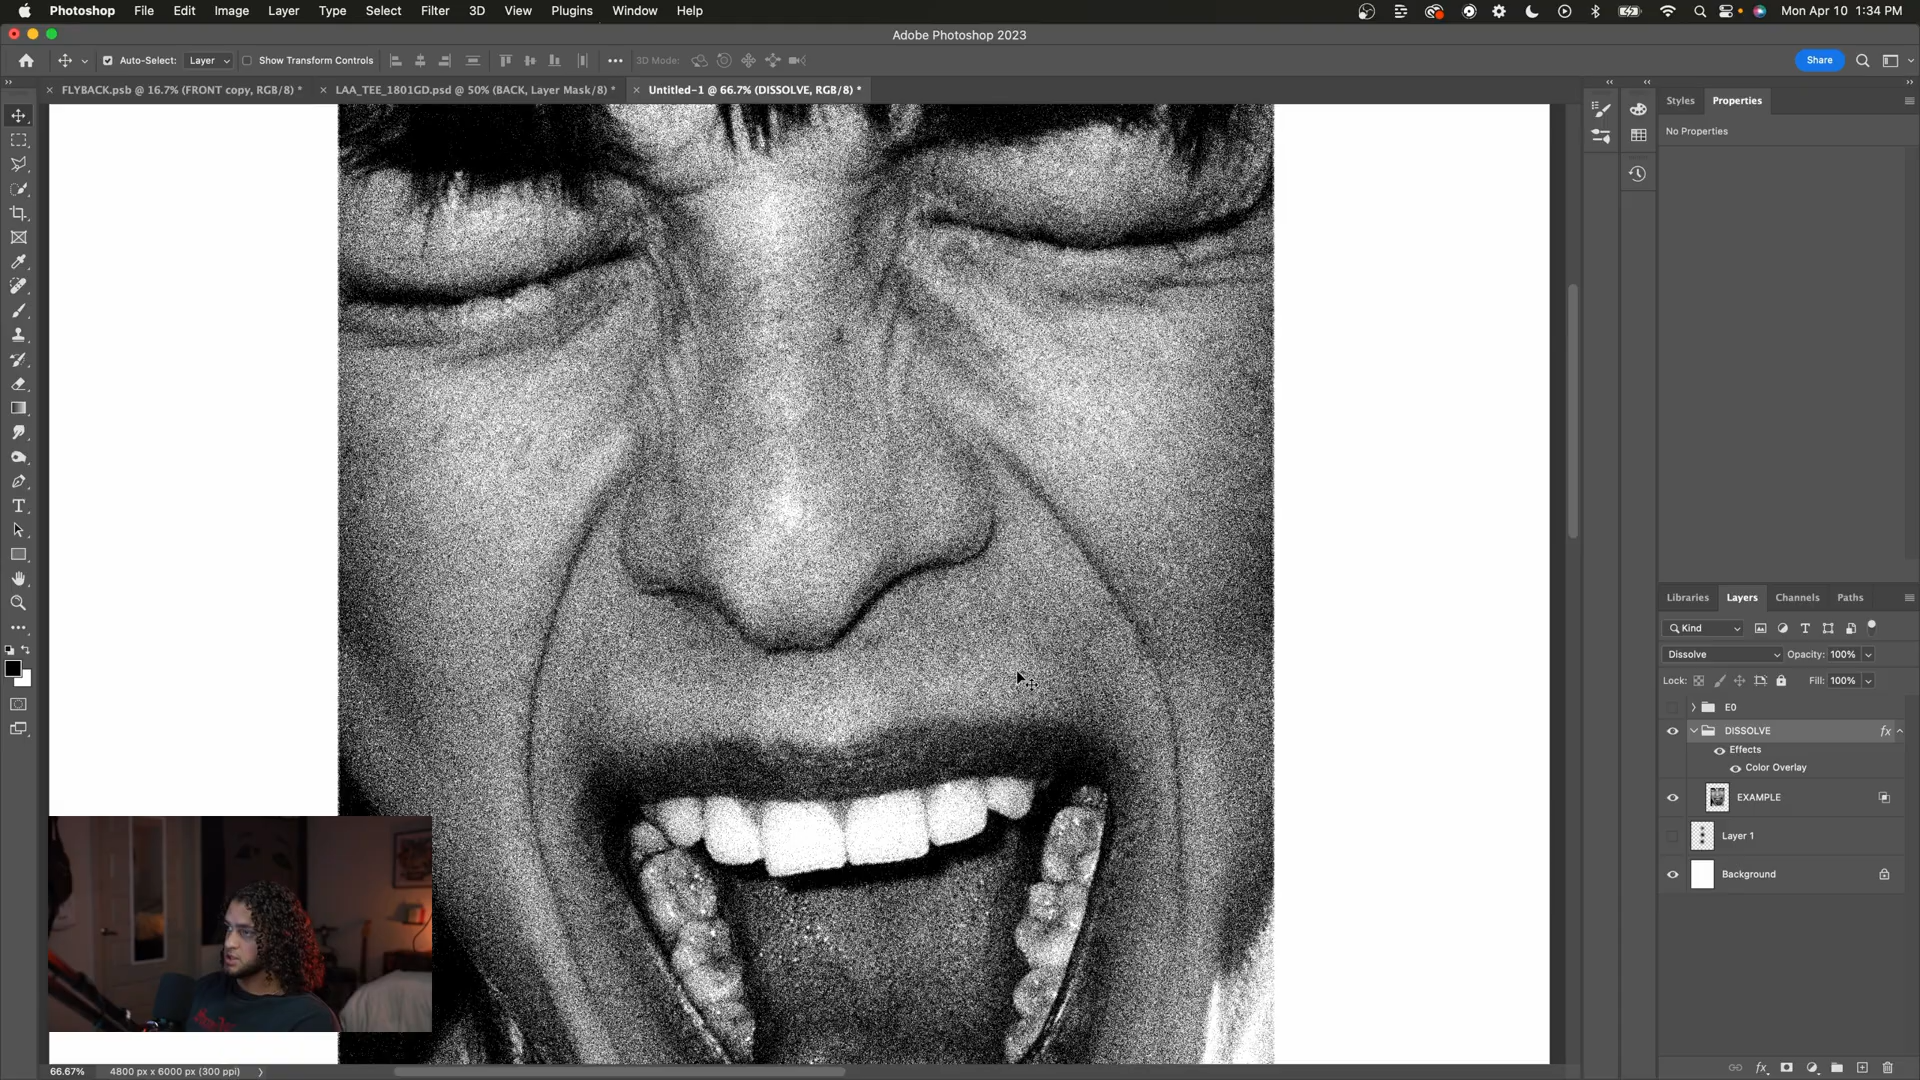 Photoshop File Edit Image Layer Type Select Filter 3D View Plugins Window Help Mon Apr 10 1:34 PM
Adobe Photoshop 2023
Auto-Select: Layer Show Transform Controls 3D Mode: Share
FLYBACK.psb @ 16.7% (FRONT copy, RGB/8) * LAA_TEE_1801GD.psd @ 50% (BACK, Layer Mask/8) * Untitled-1 @ 66.7% (DISSOLVE, RGB/8) *
Styles Properties
No Properties
Libraries Layers Channels Paths
Kind
Dissolve Opacity: 100%
Lock: Fill: 100%
E0
DISSOLVE fx
Effects
Color Overlay
EXAMPLE
Layer 1
Background
66.67% 4800 px x 6000 px (300 ppi)
fx